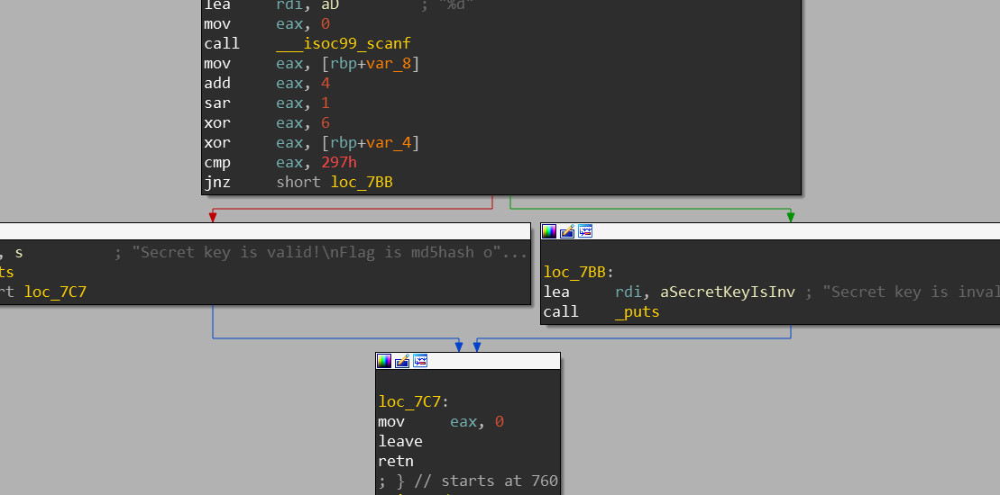 lea rdi, aD ; "%d"
mov eax, 0
call ___isoc99_scanf
mov eax, [rbp+var_8]
add eax, 4
sar eax, 1
xor eax, 6
xor eax, [rbp+var_4]
cmp eax, 297h
jnz short loc_7BB
, s ; "Secret key is valid!\nFlag is md5hash o"...
ts
rt loc_7C7
loc_7BB:
lea rdi, aSecretKeyIsInv ; "Secret key is inval
call _puts
loc_7C7:
mov eax, 0
leave
retn
; } // starts at 760